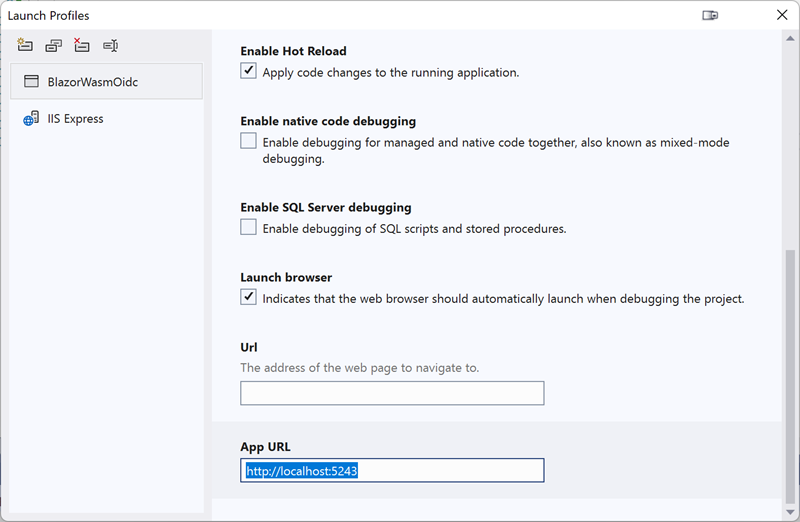 Launch Profiles
BlazorWasmOidc
IIS Express
Enable Hot Reload
Apply code changes to the running application.
Enable native code debugging
Enable debugging for managed and native code together, also known as mixed-mode
debugging.
Enable SQL Server debugging
Enable debugging of SQL scripts and stored procedures.
Launch browser
Indicates that the web browser should automatically launch when debugging the project.
Url
The address of the web page to navigate to.
App URL
http://localhost:5243